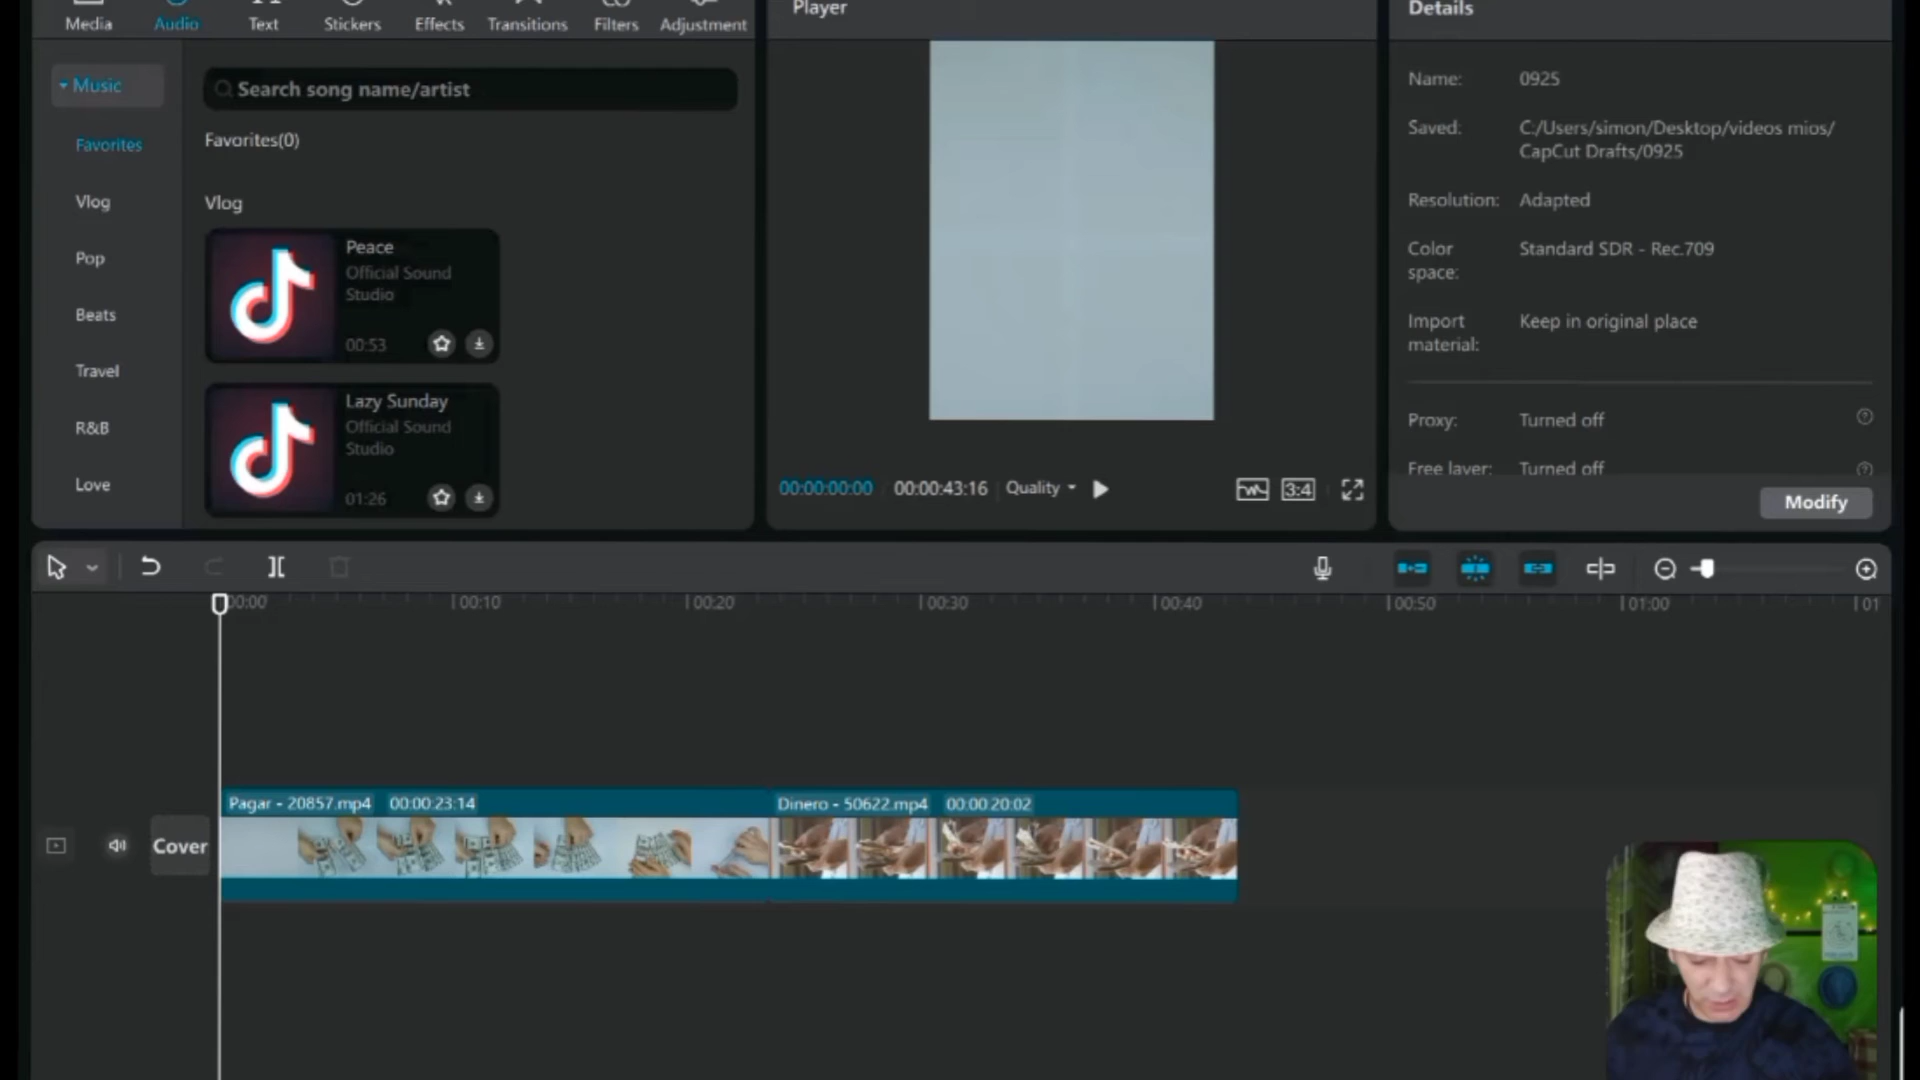 Media Audio Text Stickers Effects Transitions Filters Adjustment
Music
Favorites
Vlog
Pop
Beats
Travel
R&B
Love
Search song name/artist
Favorites(0)
Vlog
Peace
Official Sound
Studio
00:53
Lazy Sunday
Official Sound
Studio
01:26
Player
00:00:00:00 00:00:43:16 Quality 3:4
Details
Name: 0925
Saved: C:/Users/simon/Desktop/videos mios/
CapCut Drafts/0925
Resolution: Adapted
Color Standard SDR - Rec.709
space:
Import Keep in original place
material:
Proxy: Turned off
Free layer: Turned off
Modify
00:00 00:10 00:20 00:30 00:40 00:50 01:00 01
Pagar - 20857.mp4 00:00:23:14 Dinero - 50622.mp4 00:00:20:02
Cover